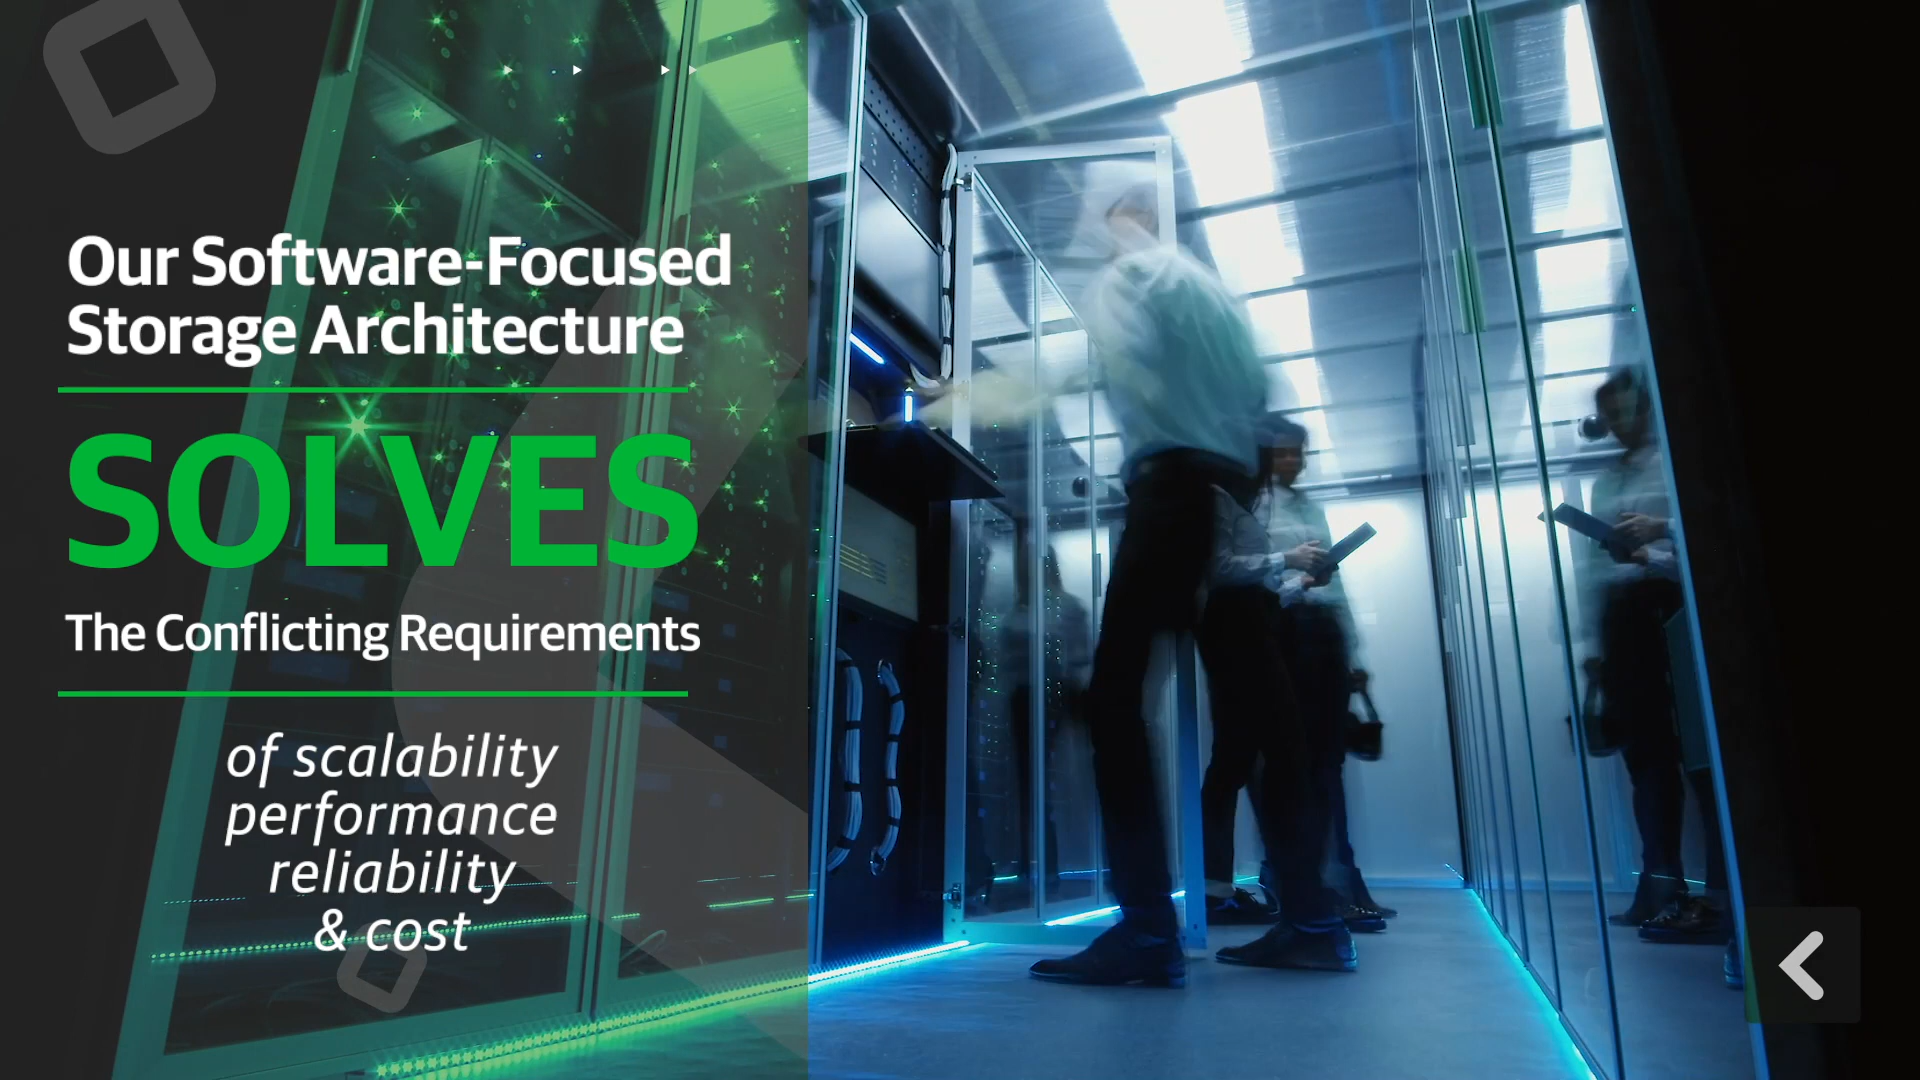 Our Software-Focused
Storage Architecture
SOLVES
The Conflicting Requirements
of scalability
performance
reliability
& cost